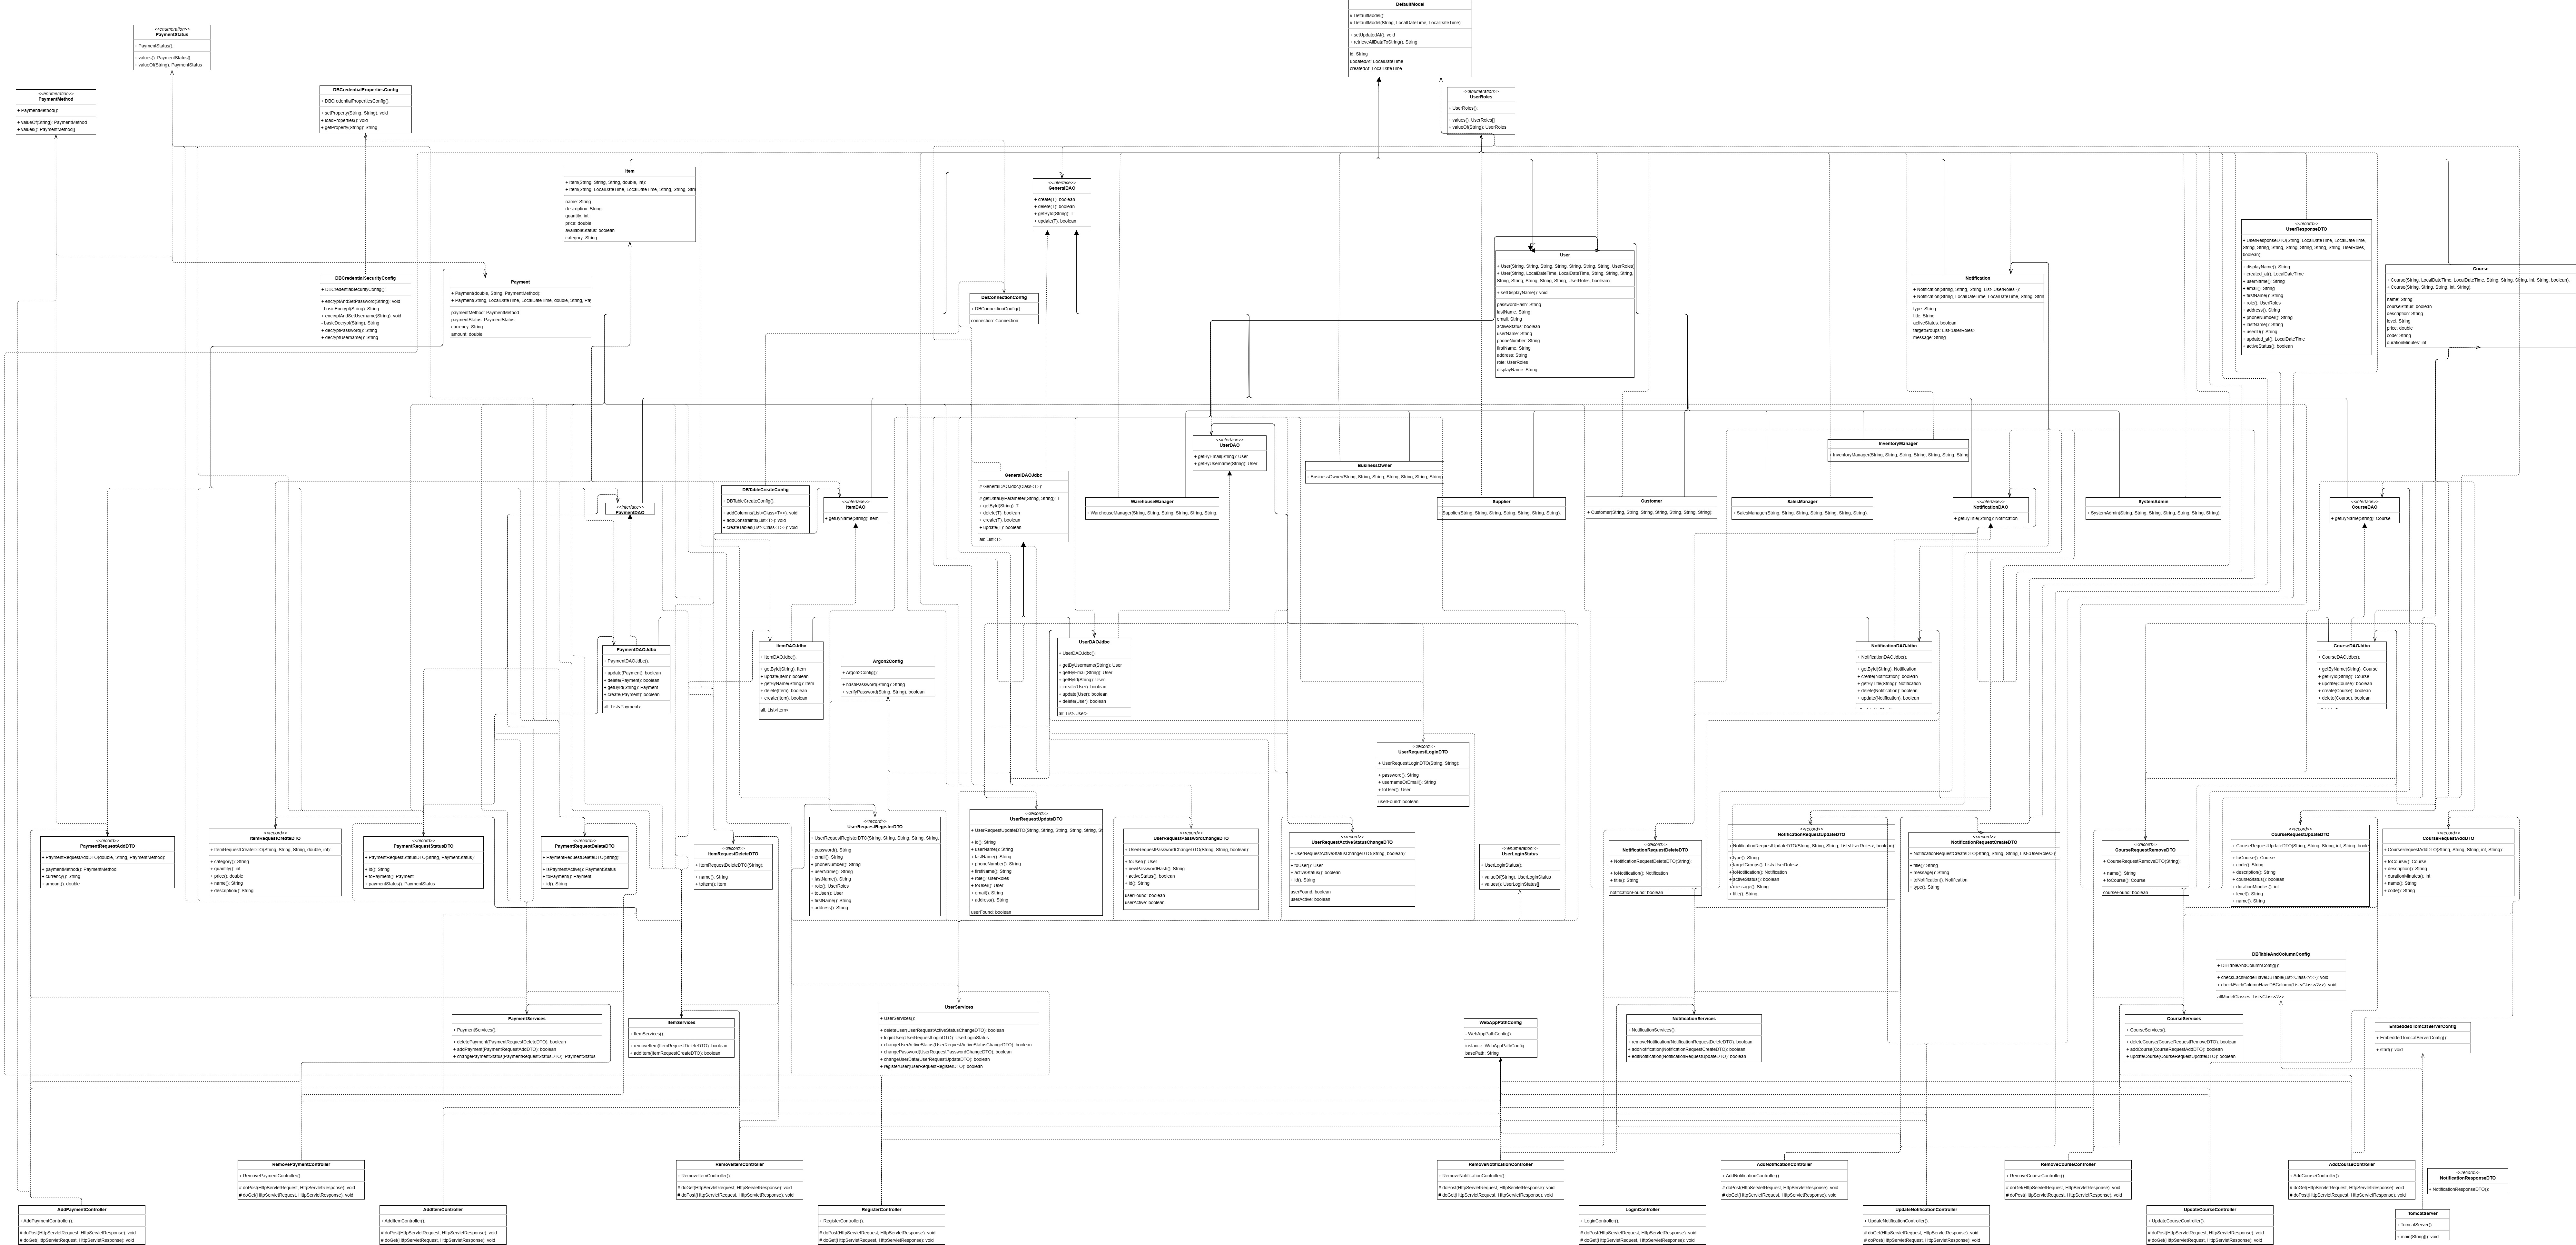 DefaultModel
# DefaultModel()
# DefaultModel(String, LocalDateTime, LocalDateTime)
+ setUpdatedAt(): void
+ retrieveAllDataToString(): String
id: String
updatedAt: LocalDateTime
createdAt: LocalDateTime
<<enumeration>>
PaymentStatus
+ PaymentStatus():
+ values(): PaymentStatus[]
+ valueOf(String): PaymentStatus
<<enumeration>>
PaymentMethod
+ PaymentMethod():
+ valueOf(String): PaymentMethod
+ values(): PaymentMethod[]
DBCredentialPropertiesConfig
+ DBCredentialPropertiesConfig():
+ setProperty(String, String): void
+ loadProperties(): void
+ getProperty(String): String
<<enumeration>>
UserRoles
+ UserRoles():
+ values(): UserRoles[]
+ valueOf(String): UserRoles
Item
+ Item(String, String, String, double, int):
+ Item(String, LocalDateTime, LocalDateTime, String, String, Stri
name: String
description: String
quantity: int
price: double
availableStatus: boolean
category: String
<<interface>>
GeneralDAO
+ create(T): boolean
+ delete(T): boolean
+ getById(String): T
+ update(T): boolean
<<record>>
UserResponseDTO
+ UserResponseDTO(String, LocalDateTime, LocalDateTime,
String, String, String, String, String, String, UserRoles,
boolean):
+ displayName(): String
+ created_at(): LocalDateTime
+ userName(): String
+ email(): String
+ firstName(): String
+ role(): UserRoles
+ address(): String
+ phoneNumber(): String
+ lastName(): String
+ userID(): String
+ updated_at(): LocalDateTime
+ activeStatus(): boolean
User
+ User(String, String, String, String, String, String, UserRoles)
+ User(String, LocalDateTime, LocalDateTime, String, String,
String, String, String, String, String, UserRoles, boolean):
+ setDisplayName(): void
passwordHash: String
lastName: String
email: String
activeStatus: boolean
userName: String
phoneNumber: String
firstName: String
address: String
role: UserRoles
displayName: String
Notification
+ Notification(String, String, String, List<UserRoles>):
+ Notification(String, LocalDateTime, LocalDateTime, String, Stri
type: String
title: String
activeStatus: boolean
targetGroups: List<UserRoles>
message: String
Course
+ Course(String, LocalDateTime, LocalDateTime, String, String, String, int, String, boolean):
+ Course(String, String, String, int, String):
name: String
courseStatus: boolean
description: String
level: String
price: double
code: String
durationMinutes: int
DBCredentialSecurityConfig
+ DBCredentialSecurityConfig():
+ encryptAndSetPassword(String): void
- basicEncrypt(String): String
+ encryptAndSetUsername(String): void
- basicDecrypt(String): String
+ decryptPassword(): String
+ decryptUsername(): String
Payment
+ Payment(double, String, PaymentMethod):
+ Payment(String, LocalDateTime, LocalDateTime, double, String, Pa
paymentMethod: PaymentMethod
paymentStatus: PaymentStatus
currency: String
amount: double
DBConnectionConfig
+ DBConnectionConfig():
connection: Connection
<<interface>>
UserDAO
+ getByEmail(String): User
+ getByUsername(String): User
InventoryManager
+ InventoryManager(String, String, String, String, String, String
BusinessOwner
+ BusinessOwner(String, String, String, String, String, String)
GeneralDAOJdbc
# GeneralDAOJdbc(Class<T>):
# getDataByParameter(String, String): T
+ getById(String): T
+ delete(T): boolean
+ create(T): boolean
+ update(T): boolean
all: List<T>
DBTableCreateConfig
+ DBTableCreateConfig():
+ addColumns(List<Class<T>>): void
+ addConstraints(List<T>): void
+ createTables(List<Class<T>>): void
<<interface>>
PaymentDAO
<<interface>>
ItemDAO
+ getByName(String): Item
WarehouseManager
+ WarehouseManager(String, String, String, String, String, String,
Supplier
+ Supplier(String, String, String, String, String, String):
Customer
+ Customer(String, String, String, String, String, String):
SalesManager
+ SalesManager(String, String, String, String, String, String):
<<interface>>
NotificationDAO
+ getByTitle(String): Notification
SystemAdmin
+ SystemAdmin(String, String, String, String, String, String):
<<interface>>
CourseDAO
+ getByName(String): Course
PaymentDAOJdbc
+ PaymentDAOJdbc():
+ update(Payment): boolean
+ delete(Payment): boolean
+ getById(String): Payment
+ create(Payment): boolean
all: List<Payment>
ItemDAOJdbc
+ ItemDAOJdbc():
+ getById(String): Item
+ update(Item): boolean
+ getByName(String): Item
+ delete(Item): boolean
+ create(Item): boolean
all: List<Item>
Argon2Config
+ Argon2Config():
+ hashPassword(String): String
+ verifyPassword(String, String): boolean
UserDAOJdbc
+ UserDAOJdbc():
+ getByUsername(String): User
+ getByEmail(String): User
+ getById(String): User
+ create(User): boolean
+ update(User): boolean
+ delete(User): boolean
all: List<User>
NotificationDAOJdbc
+ NotificationDAOJdbc():
+ getById(String): Notification
+ create(Notification): boolean
+ getByTitle(String): Notification
+ delete(Notification): boolean
+ update(Notification): boolean
CourseDAOJdbc
+ CourseDAOJdbc():
+ getByName(String): Course
+ getById(String): Course
+ update(Course): boolean
+ create(Course): boolean
+ delete(Course): boolean
<<record>>
UserRequestLoginDTO
+ UserRequestLoginDTO(String, String)
+ password(): String
+ usernameOrEmail(): String
+ toUser(): User
userFound: boolean
<<record>>
PaymentRequestAddDTO
+ PaymentRequestAddDTO(double, String, PaymentMethod):
+ paymentMethod(): PaymentMethod
+ currency(): String
+ amount(): double
<<record>>
ItemRequestCreateDTO
+ ItemRequestCreateDTO(String, String, String, double, int):
+ category(): String
+ quantity(): int
+ price(): double
+ name(): String
+ description(): String
<<record>>
PaymentRequestStatusDTO
+ PaymentRequestStatusDTO(String, PaymentStatus):
+ id(): String
+ toPayment(): Payment
+ paymentStatus(): PaymentStatus
<<record>>
PaymentRequestDeleteDTO
+ PaymentRequestDeleteDTO(String):
+ isPaymentActive(): boolean
+ toPayment(): Payment
+ id(): String
<<record>>
ItemRequestDeleteDTO
+ ItemRequestDeleteDTO(String):
+ name(): String
+ toItem(): Item
<<record>>
UserRequestRegisterDTO
+ UserRequestRegisterDTO(String, String, String, String, String,
+ password(): String
+ email(): String
+ phoneNumber(): String
+ userName(): String
+ lastName(): String
+ role(): UserRoles
+ toUser(): User
+ firstName(): String
+ address(): String
<<record>>
UserRequestUpdateDTO
+ UserRequestUpdateDTO(String, String, String, String, String, St
+ id(): String
+ userName(): String
+ lastName(): String
+ phoneNumber(): String
+ firstName(): String
+ role(): UserRoles
+ toUser(): User
+ email(): String
+ address(): String
userFound: boolean
<<record>>
UserRequestPasswordChangeDTO
+ UserRequestPasswordChangeDTO(String, String, boolean):
+ toUser(): User
+ newPasswordHash(): String
+ activeStatus(): boolean
+ id(): String
userFound: boolean
userActive: boolean
<<record>>
UserRequestActiveStatusChangeDTO
+ UserRequestActiveStatusChangeDTO(String, boolean):
+ toUser(): User
+ activeStatus(): boolean
+ id(): String
userFound: boolean
userActive: boolean
<<enumeration>>
UserLoginStatus
+ UserLoginStatus():
+ valueOf(String): UserLoginStatus
+ values(): UserLoginStatus[]
<<record>>
NotificationRequestDeleteDTO
+ NotificationRequestDeleteDTO(String):
+ toNotification(): Notification
+ title(): String
notificationFound: boolean
<<record>>
NotificationRequestUpdateDTO
+ NotificationRequestUpdateDTO(String, String, String, List<UserRoles>, boolean):
+ type(): String
+ targetGroups(): List<UserRoles>
+ toNotification(): Notification
+ activeStatus(): boolean
+ message(): String
+ title(): String
<<record>>
NotificationRequestCreateDTO
+ NotificationRequestCreateDTO(String, String, String, List<UserRoles>):
+ title(): String
+ message(): String
+ toNotification(): Notification
+ type(): String
<<record>>
CourseRequestRemoveDTO
+ CourseRequestRemoveDTO(String):
+ name(): String
+ toCourse(): Course
courseFound: boolean
<<record>>
CourseRequestUpdateDTO
+ CourseRequestUpdateDTO(String, String, String, int, String, boole
+ toCourse(): Course
+ code(): String
+ description(): String
+ courseStatus(): boolean
+ durationMinutes(): int
+ level(): String
+ name(): String
<<record>>
CourseRequestAddDTO
+ CourseRequestAddDTO(String, String, String, int, String):
+ toCourse(): Course
+ description(): String
+ durationMinutes(): int
+ name(): String
+ code(): String
DBTableAndColumnConfig
+ DBTableAndColumnConfig():
+ checkEachModelHaveDBTable(List<Class<?>>): void
+ checkEachColumnHaveDBColumn(List<Class<?>>): void
allModelClasses: List<Class<?>>
PaymentServices
+ PaymentServices():
+ deletePayment(PaymentRequestDeleteDTO): boolean
+ addPayment(PaymentRequestAddDTO): boolean
+ changePaymentStatus(PaymentRequestStatusDTO): PaymentStatus
ItemServices
+ ItemServices():
+ removeItem(ItemRequestDeleteDTO): boolean
+ addItem(ItemRequestCreateDTO): boolean
UserServices
+ UserServices():
+ deleteUser(UserRequestActiveStatusChangeDTO): boolean
+ loginUser(UserRequestLoginDTO): UserLoginStatus
+ changeUserActiveStatus(UserRequestActiveStatusChangeDTO): boolean
+ changePassword(UserRequestPasswordChangeDTO): boolean
+ changeUserData(UserRequestUpdateDTO): boolean
+ registerUser(UserRequestRegisterDTO): boolean
WebAppPathConfig
- WebAppPathConfig():
instance: WebAppPathConfig
basePath: String
NotificationServices
+ NotificationServices():
+ removeNotification(NotificationRequestDeleteDTO): boolean
+ addNotification(NotificationRequestCreateDTO): boolean
+ editNotification(NotificationRequestUpdateDTO): boolean
CourseServices
+ CourseServices():
+ deleteCourse(CourseRequestRemoveDTO): boolean
+ addCourse(CourseRequestAddDTO): boolean
+ updateCourse(CourseRequestUpdateDTO): boolean
EmbeddedTomcatServerConfig
+ EmbeddedTomcatServerConfig():
+ start(): void
RemovePaymentController
+ RemovePaymentController():
# doPost(HttpServletRequest, HttpServletResponse): void
# doGet(HttpServletRequest, HttpServletResponse): void
RemoveItemController
+ RemoveItemController():
# doGet(HttpServletRequest, HttpServletResponse): void
# doPost(HttpServletRequest, HttpServletResponse): void
RemoveNotificationController
+ RemoveNotificationController():
# doPost(HttpServletRequest, HttpServletResponse): void
# doGet(HttpServletRequest, HttpServletResponse): void
AddNotificationController
+ AddNotificationController():
# doPost(HttpServletRequest, HttpServletResponse): void
# doGet(HttpServletRequest, HttpServletResponse): void
RemoveCourseController
+ RemoveCourseController():
# doGet(HttpServletRequest, HttpServletResponse): void
# doPost(HttpServletRequest, HttpServletResponse): void
AddCourseController
+ AddCourseController():
# doGet(HttpServletRequest, HttpServletResponse): void
# doPost(HttpServletRequest, HttpServletResponse): void
<<record>>
NotificationResponseDTO
+ NotificationResponseDTO():
AddPaymentController
+ AddPaymentController():
# doPost(HttpServletRequest, HttpServletResponse): void
# doGet(HttpServletRequest, HttpServletResponse): void
AddItemController
+ AddItemController():
# doPost(HttpServletRequest, HttpServletResponse): void
# doGet(HttpServletRequest, HttpServletResponse): void
RegisterController
+ RegisterController():
# doPost(HttpServletRequest, HttpServletResponse): void
# doGet(HttpServletRequest, HttpServletResponse): void
LoginController
+ LoginController():
# doPost(HttpServletRequest, HttpServletResponse): void
# doGet(HttpServletRequest, HttpServletResponse): void
UpdateNotificationController
+ UpdateNotificationController():
# doGet(HttpServletRequest, HttpServletResponse): void
# doPost(HttpServletRequest, HttpServletResponse): void
UpdateCourseController
+ UpdateCourseController():
# doPost(HttpServletRequest, HttpServletResponse): void
# doGet(HttpServletRequest, HttpServletResponse): void
TomcatServer
+ TomcatServer():
+ main(String[]): void